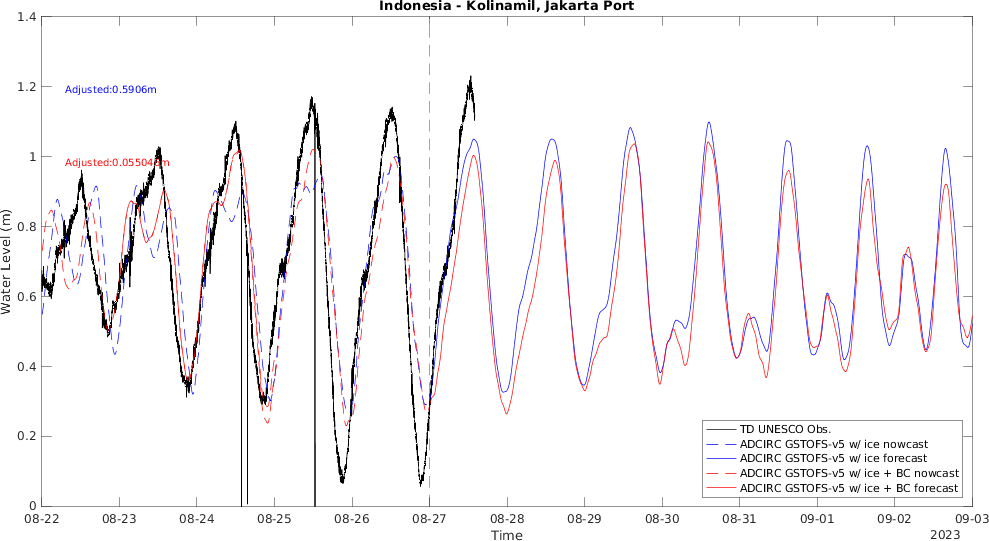 Indonesia - Kolinamil, Jakarta Port
1.4
1.2
1
0.8
0.6
0.4
0.2
0
Water Level (m)
Adjusted:0.5906m
Adjusted:0.05504 m
TD UNESCO Obs.
ADCIRC GSTOFS-v5 w/ ice nowcast
ADCIRC GSTOFS-v5 w/ ice forecast
ADCIRC GSTOFS-v5 w/ ice + BC nowcast
ADCIRC GSTOFS-v5 w/ ice + BC forecast
08-22 08-23 08-24 08-25 08-26 08-27 08-28 08-29 08-30 08-31 09-01 09-02 09-03
Time
2023